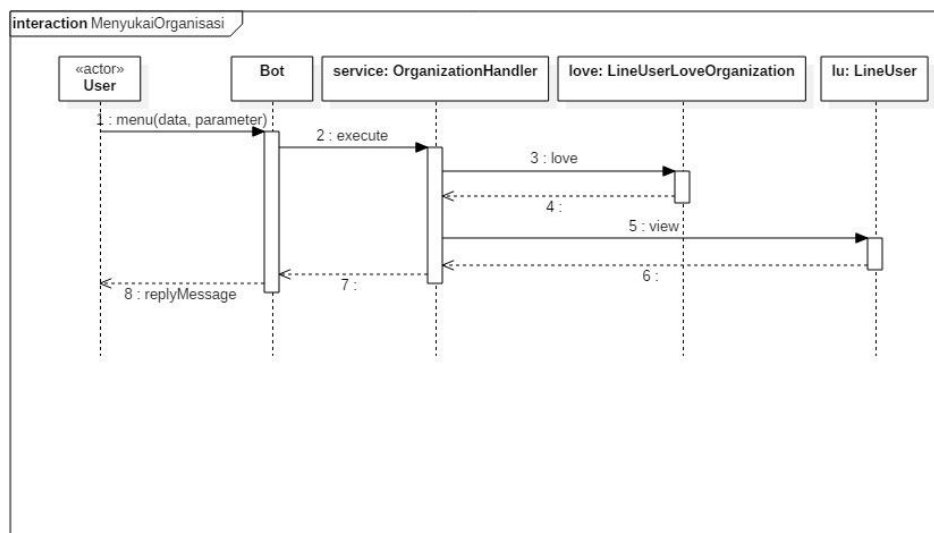 interaction MenyukaiOrganisasi
«actor»
User
Bot
service: OrganizationHandler
love: LineUserLoveOrganization
lu: LineUser
1 : menu(data, parameter)
2 : execute
3 : love
4 :
5 : view
6 :
7 :
8 : replyMessage